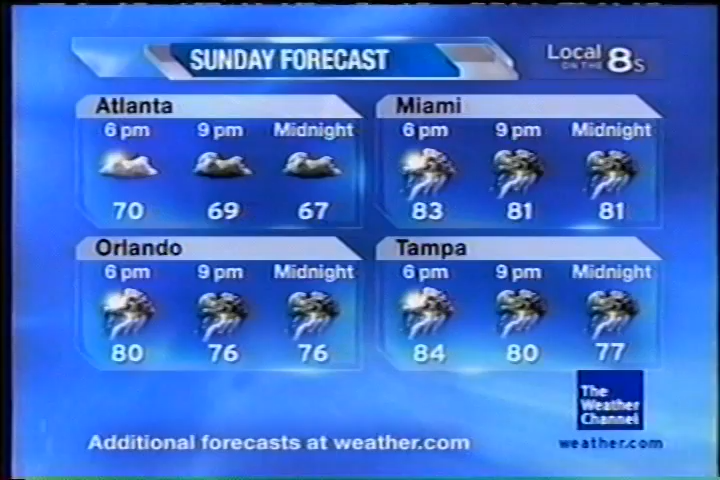 SUNDAY FORECAST
Local
ON THE 8s
Atlanta
6 pm 9 pm Midnight
70 69 67
Miami
6 pm 9 pm Midnight
83 81 81
Orlando
6 pm 9 pm Midnight
80 76 76
Tampa
6 pm 9 pm Midnight
84 80 77
The
Weather
Channel
Additional forecasts at weather.com
weather.com